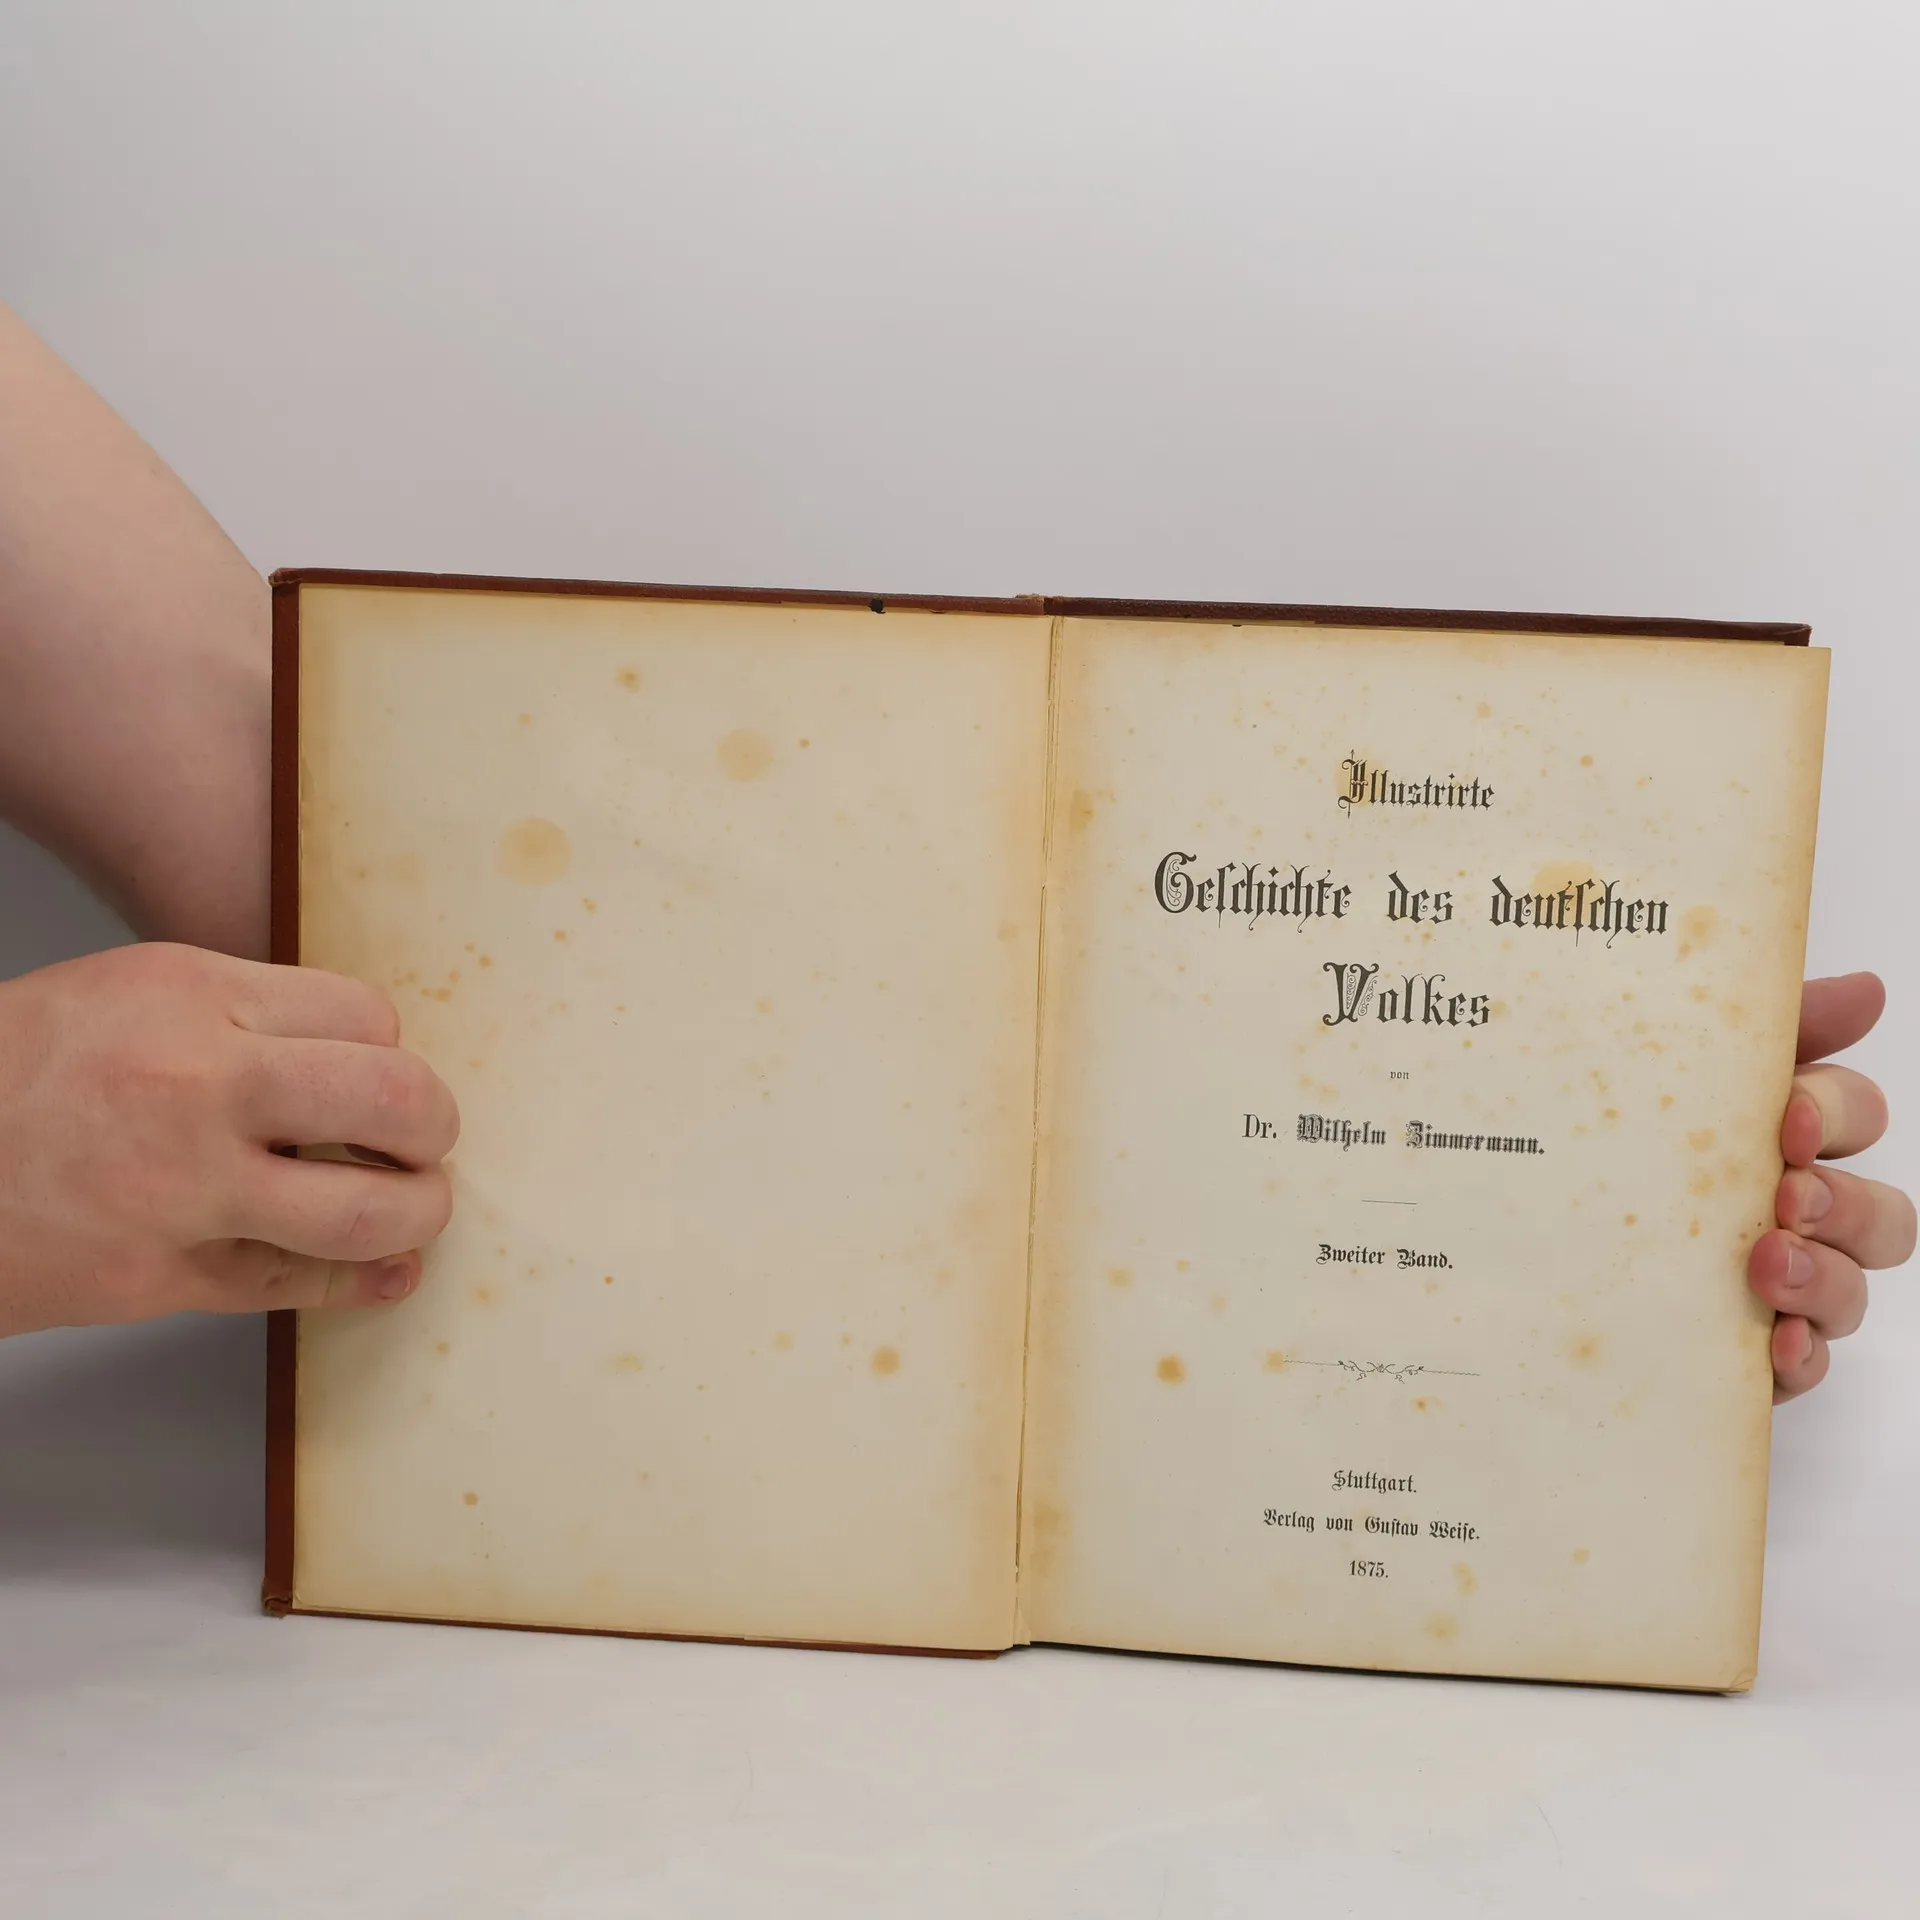 Illustrirte
Geſchichte des deutſchen
Volkes
von
Dr. Wilhelm Zimmermann.
Zweiter Band.
Stuttgart.
Verlag von Guſtav Weiſe.
1875.